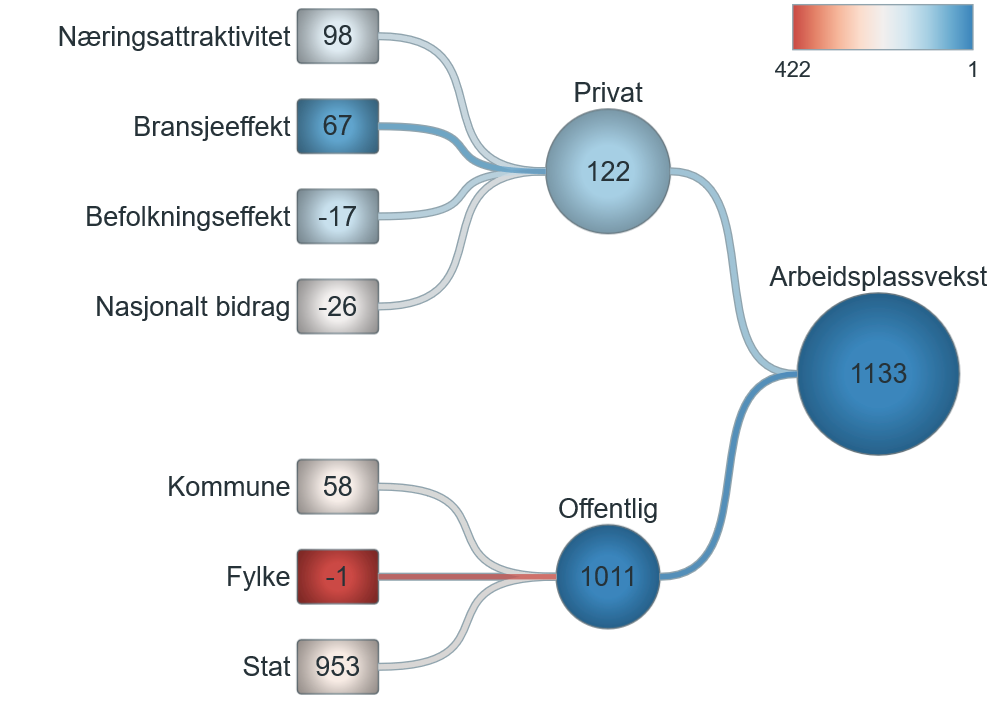 Næringsattraktivitet 98
Bransjeeffekt 67
Befolkningseffekt -17
Nasjonalt bidrag -26
Privat
122
Kommune 58
Fylke -1
Stat 953
Offentlig
1011
Arbeidsplassvekst
1133
422 1